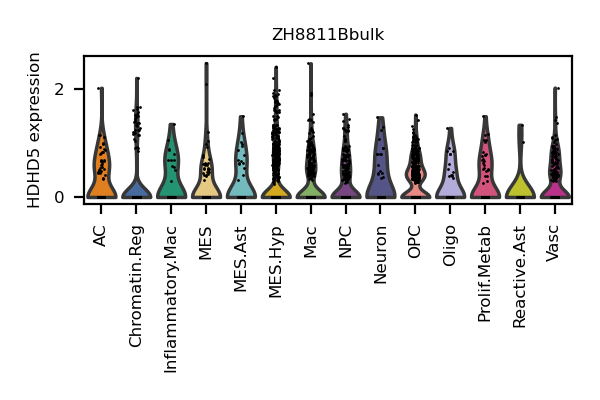 ZH8811Bbulk
HDHD5 expression
2
0
AC
Chromatin.Reg
Inflammatory.Mac
MES
MES.Ast
MES.Hyp
Mac
NPC
Neuron
OPC
Oligo
Prolif.Metab
Reactive.Ast
Vasc